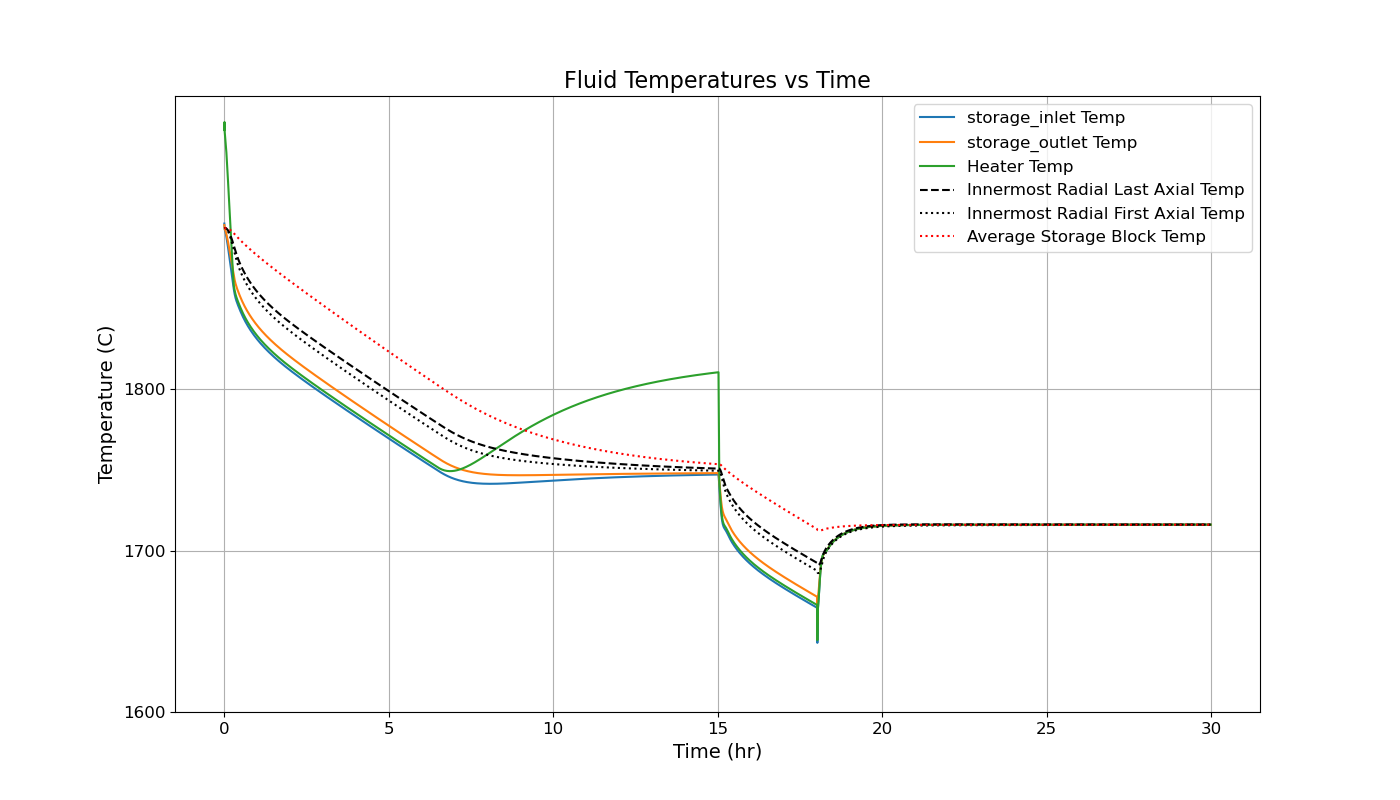 Fluid Temperatures vs Time
storage_inlet Temp
storage_outlet Temp
Heater Temp
Innermost Radial Last Axial Temp
Innermost Radial First Axial Temp
Average Storage Block Temp
Temperature (C)
1800
1700
1600
0 5 10 15 20 25 30
Time (hr)